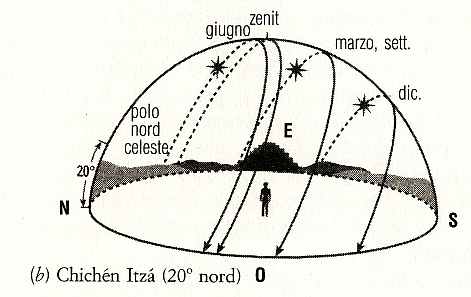 zenit
giugno
marzo, sett.
dic.
polo
nord
celeste
E
20°
N
S
(b) Chichén Itzá (20° nord) O